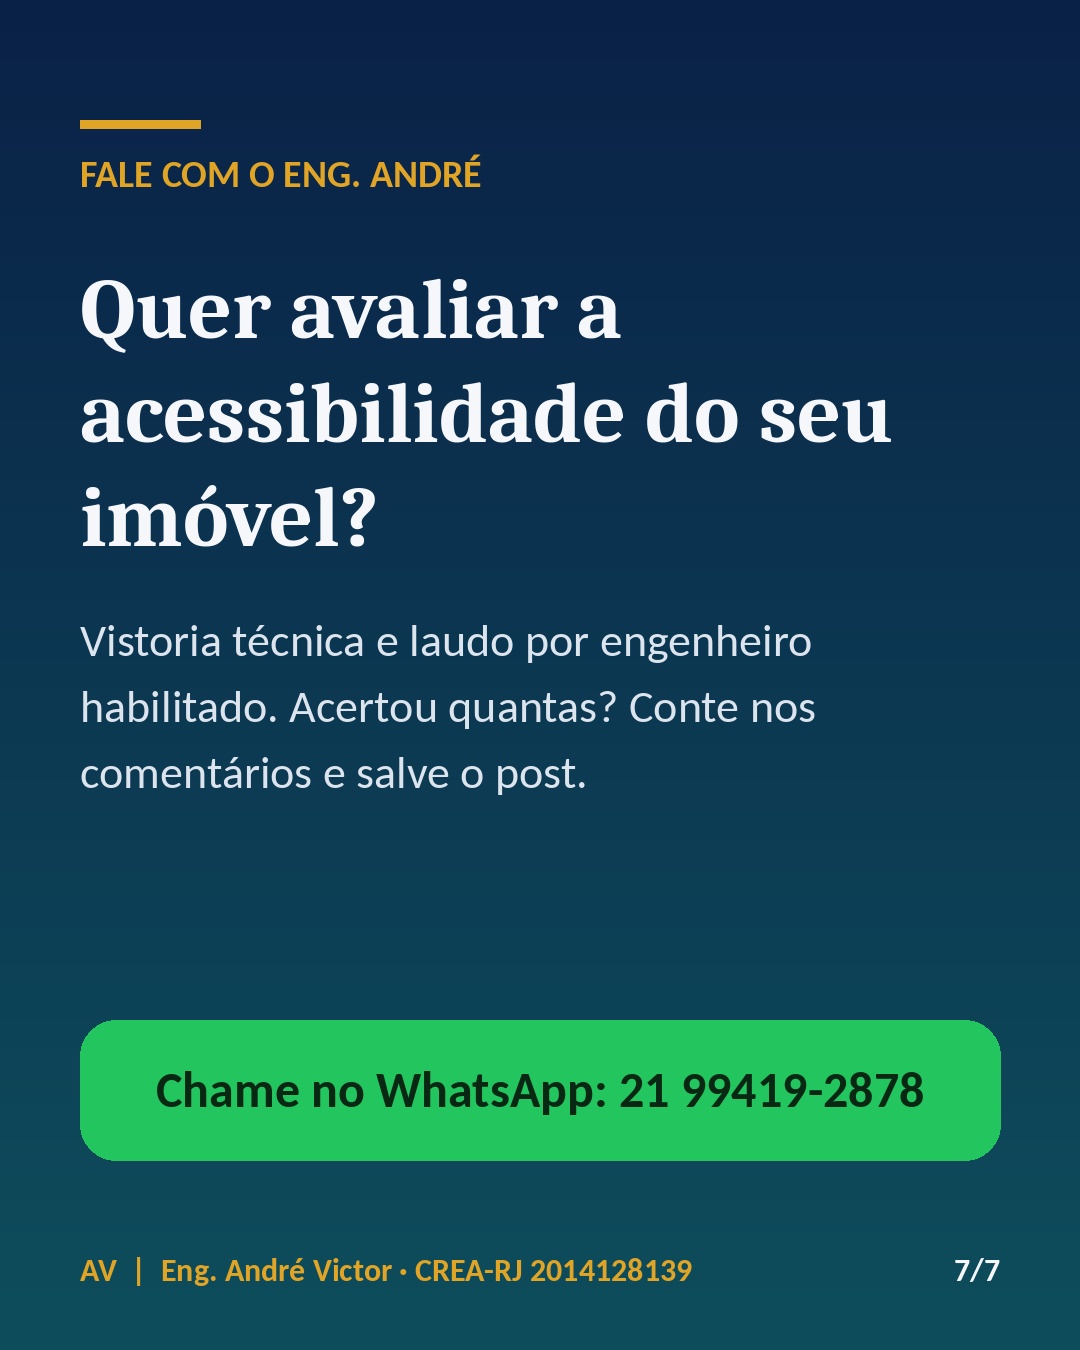 FALE COM O ENG. ANDRÉ
Quer avaliar a
acessibilidade do seu
imóvel?
Vistoria técnica e laudo por engenheiro
habilitado. Acertou quantas? Conte nos
comentários e salve o post.
Chame no WhatsApp: 21 99419-2878
AV | Eng. André Victor · CREA-RJ 2014128139
7/7